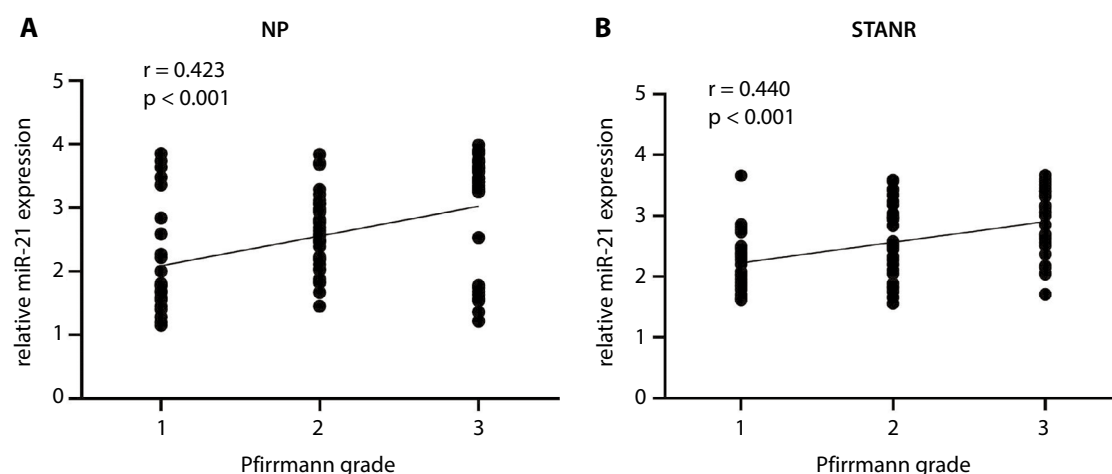 A
NP
r = 0.423
p < 0.001
relative miR-21 expression
5
4
3
2
1
0
1
2
3
Pfirrmann grade
B
STANR
r = 0.440
p < 0.001
relative miR-21 expression
5
4
3
2
1
0
1
2
3
Pfirrmann grade